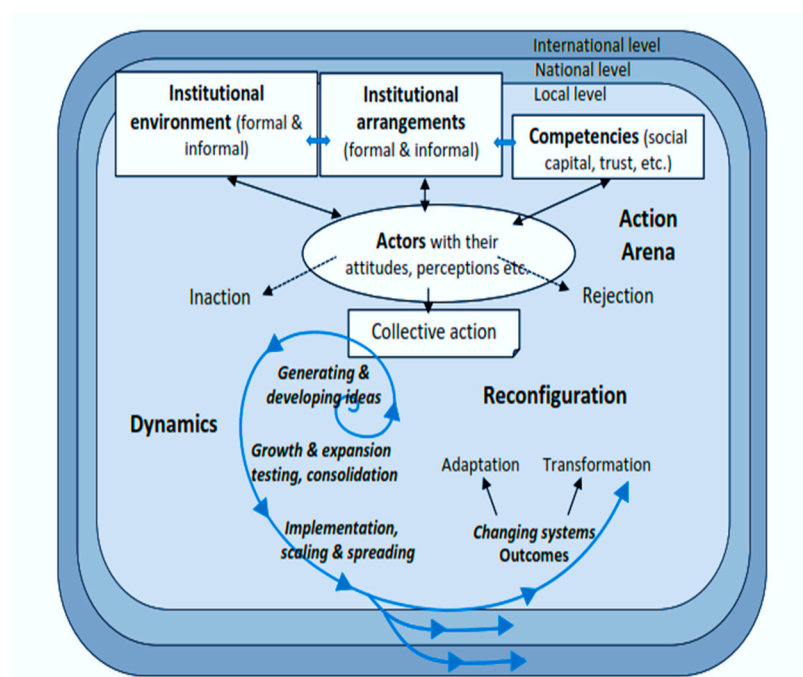 International level
National level
Local level
Institutional
environment (formal &
informal)
Institutional
arrangements
(formal & informal)
Competencies (social
capital, trust, etc.)
Action
Arena
Actors with their
attitudes, perceptions etc.
Inaction
Rejection
Collective action
Generating &
developing ideas
Dynamics
Reconfiguration
Growth & expansion
testing, consolidation
Adaptation
Transformation
Implementation,
scaling & spreading
Changing systems
Outcomes